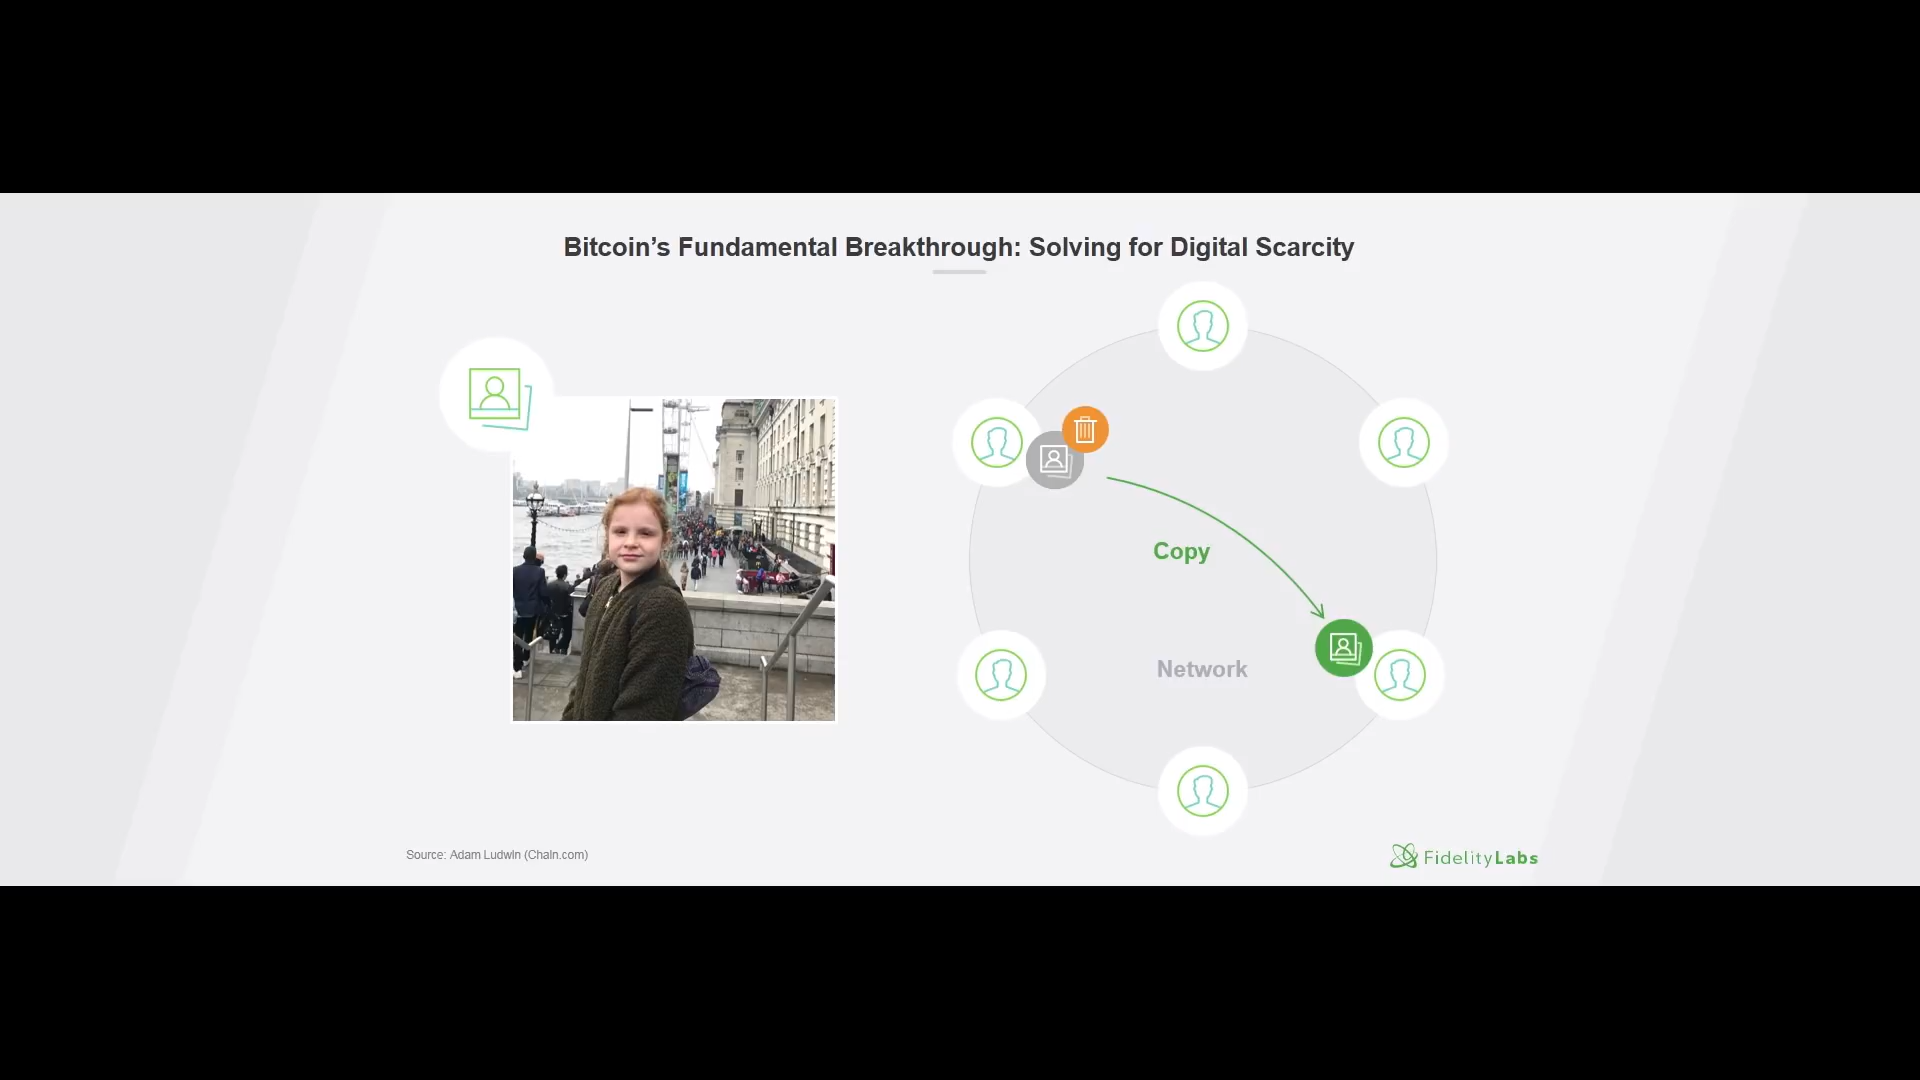 Bitcoin’s Fundamental Breakthrough: Solving for Digital Scarcity
Copy
Network
Source: Adam Ludwin (Chain.com)
FidelityLabs